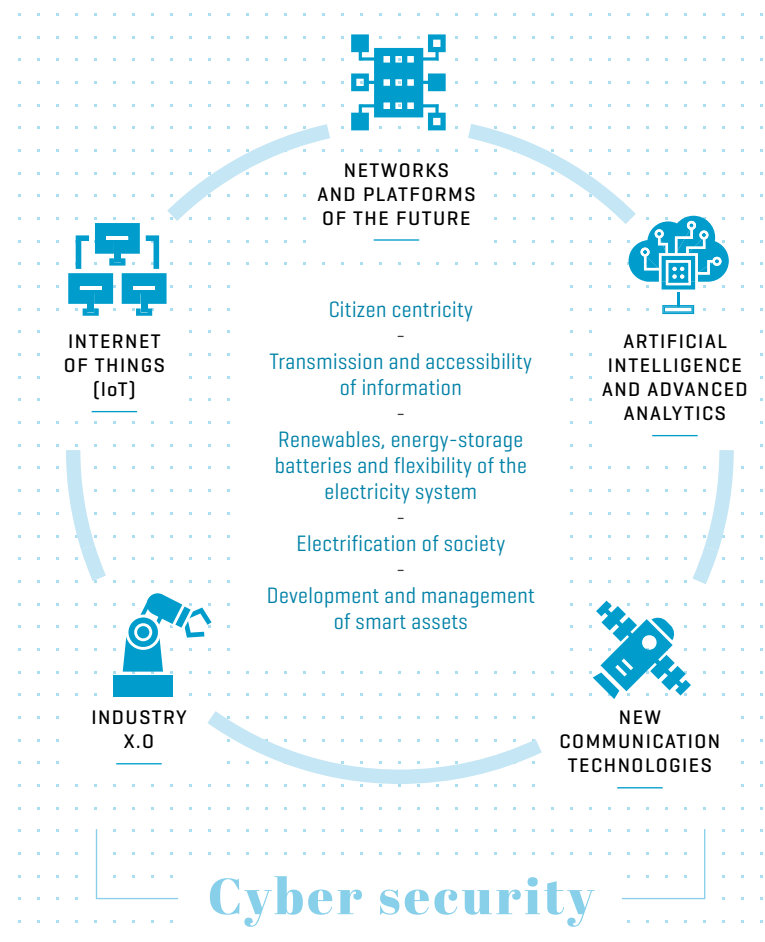 NETWORKS
AND PLATFORMS
OF THE FUTURE
INTERNET
OF THINGS
(IoT)
ARTIFICIAL
INTELLIGENCE
AND ADVANCED
ANALYTICS
Citizen centricity
-
Transmission and accessibility
of information
-
Renewables, energy-storage
batteries and flexibility of the
electricity system
-
Electrification of society
-
Development and management
of smart assets
INDUSTRY
X.0
NEW
COMMUNICATION
TECHNOLOGIES
Cyber security